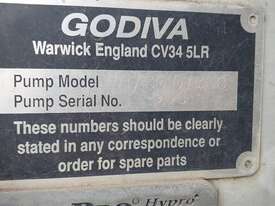 GODIVA
Warwick England CV34 5LR
Pump Model
Pump Serial No.
These numbers should be clearly
stated in any correspondence or
order for spare parts
Hypro